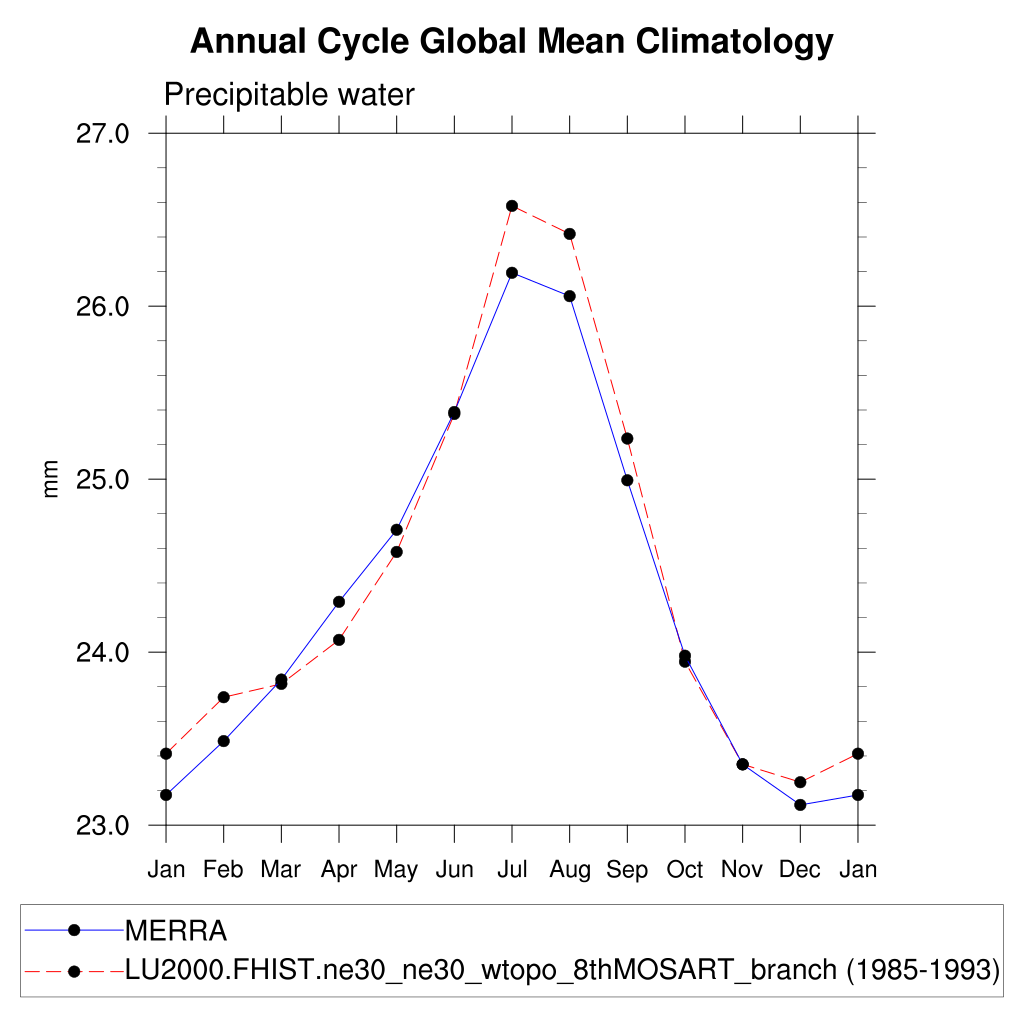 Annual Cycle Global Mean Climatology
Precipitable water
27.0
26.0
25.0
24.0
23.0
mm
Jan Feb Mar Apr May Jun Jul Aug Sep Oct Nov Dec Jan
MERRA
LU2000.FHIST.ne30_ne30_wtopo_8thMOSART_branch (1985-1993)